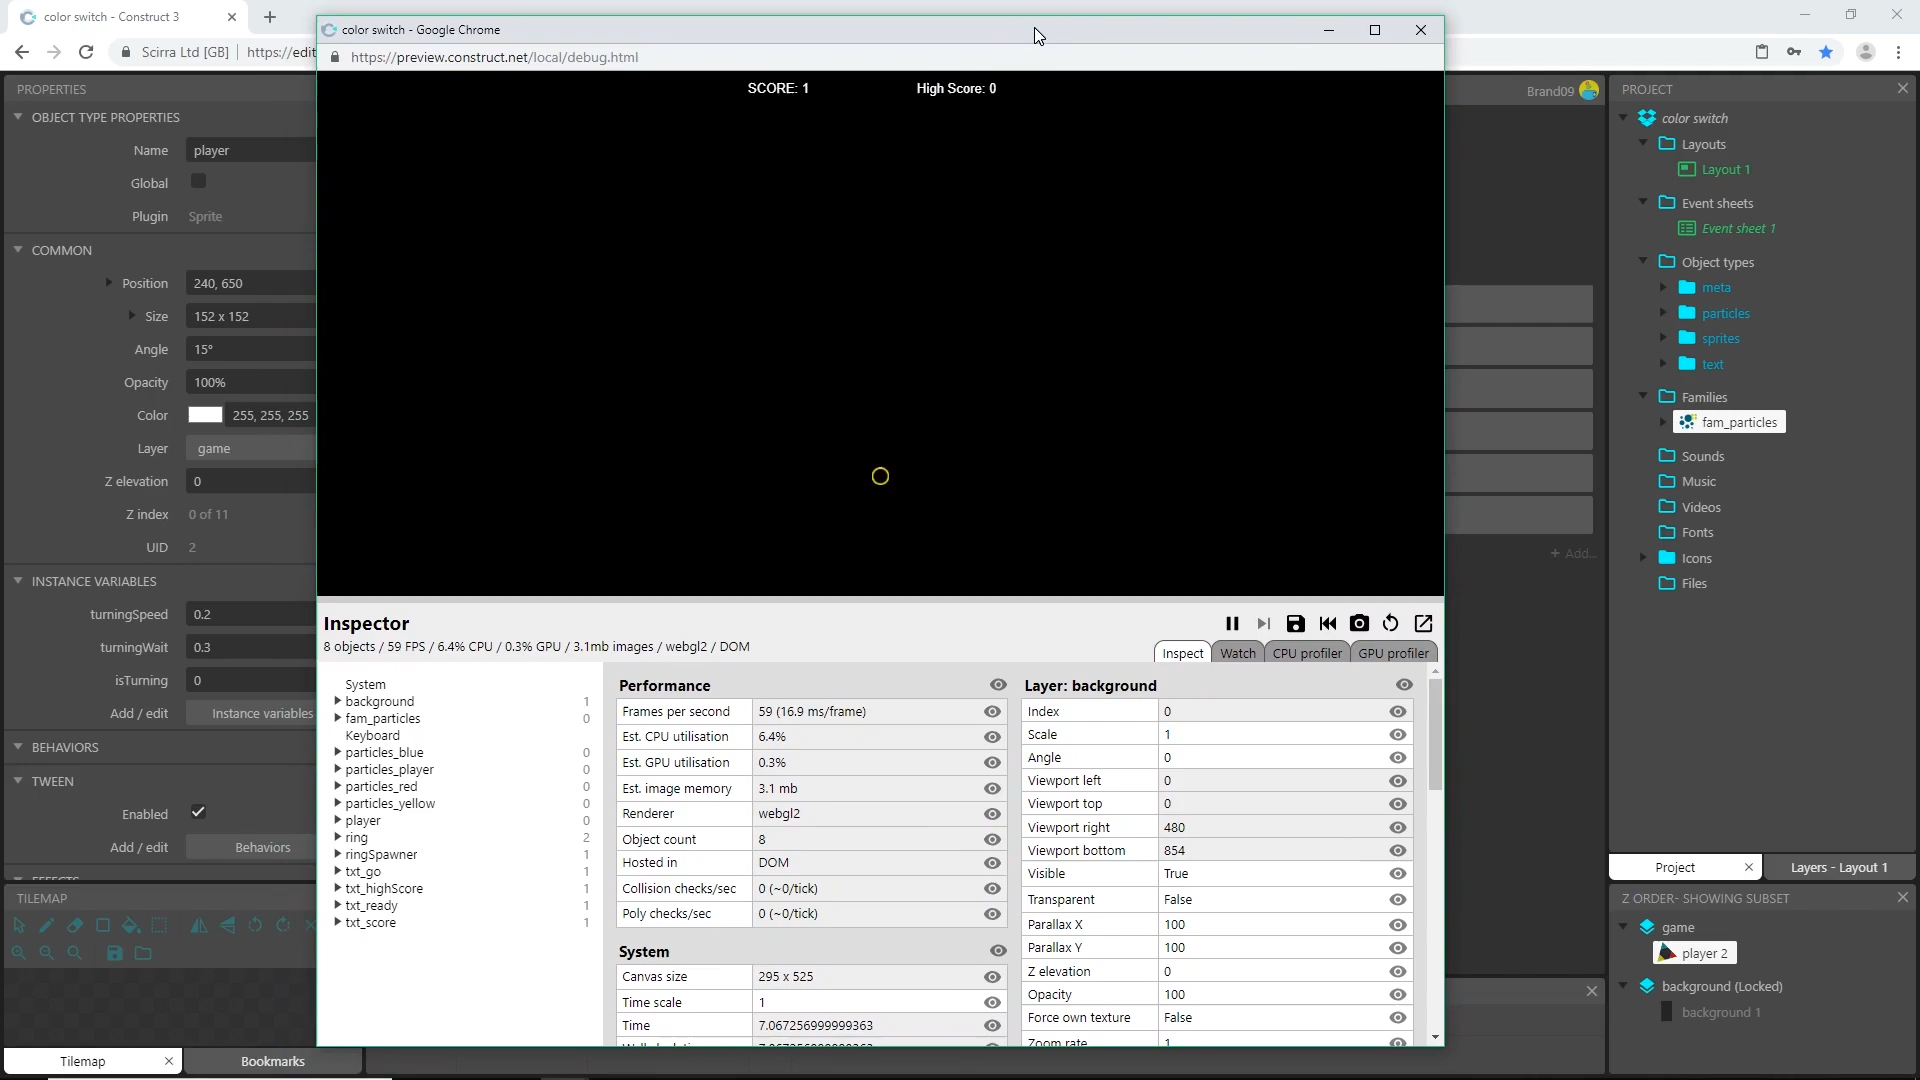 color switch - Construct 3
Scirra Ltd [GB] https://edit
color switch - Google Chrome
https://preview.construct.net/local/debug.html
SCORE: 1 High Score: 0
PROPERTIES
OBJECT TYPE PROPERTIES
Name player
Global
Plugin Sprite
COMMON
Position 240, 650
Size 152 x 152
Angle 15°
Opacity 100%
Color 255, 255, 255
Layer game
Z elevation 0
Z index 0 of 11
UID 2
INSTANCE VARIABLES
turningSpeed 0.2
turningWait 0.3
isTurning 0
Add / edit Instance variables
BEHAVIORS
TWEEN
Enabled
Add / edit Behaviors
EFFECTS
TILEMAP
Tilemap Bookmarks
Inspector
8 objects / 59 FPS / 6.4% CPU / 0.3% GPU / 3.1mb images / webgl2 / DOM
Inspect Watch CPU profiler GPU profiler
System
background 1
fam_particles 0
Keyboard
particles_blue 0
particles_player 0
particles_red 0
particles_yellow 0
player 0
ring 2
ringSpawner 1
txt_go 1
txt_highScore 1
txt_ready 1
txt_score 1
Performance
Frames per second 59 (16.9 ms/frame)
Est. CPU utilisation 6.4%
Est. GPU utilisation 0.3%
Est. image memory 3.1 mb
Renderer webgl2
Object count 8
Hosted in DOM
Collision checks/sec 0 (~0/tick)
Poly checks/sec 0 (~0/tick)
System
Canvas size 295 x 525
Time scale 1
Time 7.067256999999363
Layer: background
Index 0
Scale 1
Angle 0
Viewport left 0
Viewport top 0
Viewport right 480
Viewport bottom 854
Visible True
Transparent False
Parallax X 100
Parallax Y 100
Z elevation 0
Opacity 100
Force own texture False
Zoom rate 1
Brand09
+ Add...
PROJECT
color switch
Layouts
Layout 1
Event sheets
Event sheet 1
Object types
meta
particles
sprites
text
Families
fam_particles
Sounds
Music
Videos
Fonts
Icons
Files
Project Layers - Layout 1
Z ORDER- SHOWING SUBSET
game
player 2
background (Locked)
background 1